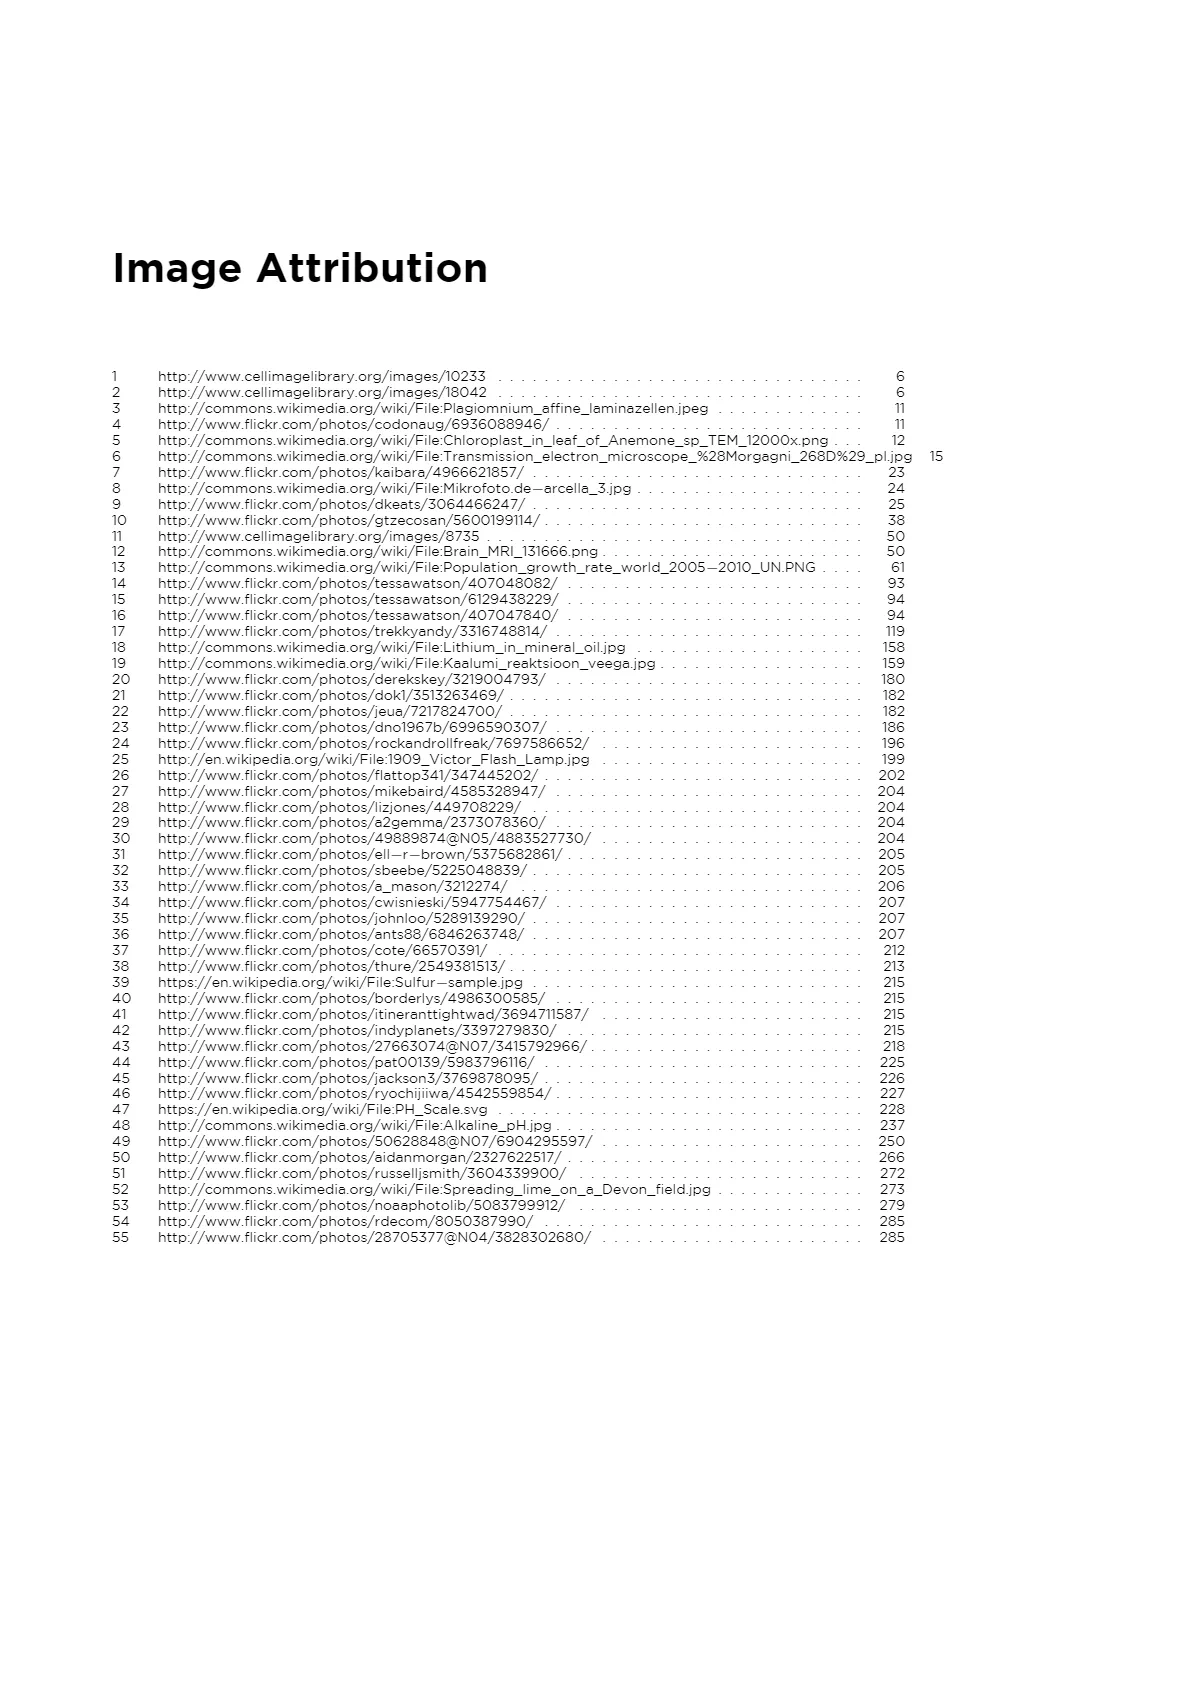 Image Attribution
1 http://www.cellimagelibrary.org/images/10233 . . . . . . . . . . . . . . . . . . . . . . . . . . . . . . . . 6
2 http://www.cellimagelibrary.org/images/18042 . . . . . . . . . . . . . . . . . . . . . . . . . . . . . . . . 6
3 http://commons.wikimedia.org/wiki/File:Plagiomnium_affine_laminazellen.jpeg . . . . . . . . . . . . . 11
4 http://www.flickr.com/photos/codonaug/6936088946/ . . . . . . . . . . . . . . . . . . . . . . . . . . . 11
5 http://commons.wikimedia.org/wiki/File:Chloroplast_in_leaf_of_Anemone_sp_TEM_12000x.png . . . 12
6 http://commons.wikimedia.org/wiki/File:Transmission_electron_microscope_%28Morgagni_268D%29_pl.jpg 15
7 http://www.flickr.com/photos/kaibara/4966621857/ . . . . . . . . . . . . . . . . . . . . . . . . . . . . . 23
8 http://commons.wikimedia.org/wiki/File:Mikrofoto.de–arcella_3.jpg . . . . . . . . . . . . . . . . . . . . 24
9 http://www.flickr.com/photos/dkeats/3064466247/ . . . . . . . . . . . . . . . . . . . . . . . . . . . . . 25
10 http://www.flickr.com/photos/gtzecosan/5600199114/ . . . . . . . . . . . . . . . . . . . . . . . . . . . . 38
11 http://www.cellimagelibrary.org/images/8735 . . . . . . . . . . . . . . . . . . . . . . . . . . . . . . . . . 50
12 http://commons.wikimedia.org/wiki/File:Brain_MRI_131666.png . . . . . . . . . . . . . . . . . . . . . . . 50
13 http://commons.wikimedia.org/wiki/File:Population_growth_rate_world_2005–2010_UN.PNG . . . . 61
14 http://www.flickr.com/photos/tessawatson/407048082/ . . . . . . . . . . . . . . . . . . . . . . . . . . 93
15 http://www.flickr.com/photos/tessawatson/6129438229/ . . . . . . . . . . . . . . . . . . . . . . . . . . 94
16 http://www.flickr.com/photos/tessawatson/407047840/ . . . . . . . . . . . . . . . . . . . . . . . . . . 94
17 http://www.flickr.com/photos/trekkyandy/3316748814/ . . . . . . . . . . . . . . . . . . . . . . . . . . . 119
18 http://commons.wikimedia.org/wiki/File:Lithium_in_mineral_oil.jpg . . . . . . . . . . . . . . . . . . . . 158
19 http://commons.wikimedia.org/wiki/File:Kaalumi_reaktsioon_veega.jpg . . . . . . . . . . . . . . . . . . 159
20 http://www.flickr.com/photos/derekskey/3219004793/ . . . . . . . . . . . . . . . . . . . . . . . . . . . 180
21 http://www.flickr.com/photos/dok1/3513263469/ . . . . . . . . . . . . . . . . . . . . . . . . . . . . . . . 182
22 http://www.flickr.com/photos/jeua/7217824700/ . . . . . . . . . . . . . . . . . . . . . . . . . . . . . . . 182
23 http://www.flickr.com/photos/dno1967b/6996590307/ . . . . . . . . . . . . . . . . . . . . . . . . . . . 186
24 http://www.flickr.com/photos/rockandrollfreak/7697586652/ . . . . . . . . . . . . . . . . . . . . . . . 196
25 http://en.wikipedia.org/wiki/File:1909_Victor_Flash_Lamp.jpg . . . . . . . . . . . . . . . . . . . . . . . 199
26 http://www.flickr.com/photos/flattop341/347445202/ . . . . . . . . . . . . . . . . . . . . . . . . . . . . 202
27 http://www.flickr.com/photos/mikebaird/4585328947/ . . . . . . . . . . . . . . . . . . . . . . . . . . . 204
28 http://www.flickr.com/photos/lizjones/449708229/ . . . . . . . . . . . . . . . . . . . . . . . . . . . . . 204
29 http://www.flickr.com/photos/a2gemma/2373078360/ . . . . . . . . . . . . . . . . . . . . . . . . . . . 204
30 http://www.flickr.com/photos/49889874@N05/4883527730/ . . . . . . . . . . . . . . . . . . . . . . . 204
31 http://www.flickr.com/photos/ell–r–brown/5375682861/ . . . . . . . . . . . . . . . . . . . . . . . . . . 205
32 http://www.flickr.com/photos/sbeebe/5225048839/ . . . . . . . . . . . . . . . . . . . . . . . . . . . . . 205
33 http://www.flickr.com/photos/a_mason/3212274/ . . . . . . . . . . . . . . . . . . . . . . . . . . . . . . 206
34 http://www.flickr.com/photos/cwisnieski/5947754467/ . . . . . . . . . . . . . . . . . . . . . . . . . . . 207
35 http://www.flickr.com/photos/johnloo/5289139290/ . . . . . . . . . . . . . . . . . . . . . . . . . . . . . 207
36 http://www.flickr.com/photos/ants88/6846263748/ . . . . . . . . . . . . . . . . . . . . . . . . . . . . . 207
37 http://www.flickr.com/photos/cote/66570391/ . . . . . . . . . . . . . . . . . . . . . . . . . . . . . . . . 212
38 http://www.flickr.com/photos/thure/2549381513/ . . . . . . . . . . . . . . . . . . . . . . . . . . . . . . . 213
39 https://en.wikipedia.org/wiki/File:Sulfur–sample.jpg . . . . . . . . . . . . . . . . . . . . . . . . . . . . . 215
40 http://www.flickr.com/photos/borderlys/4986300585/ . . . . . . . . . . . . . . . . . . . . . . . . . . . 215
41 http://www.flickr.com/photos/itineranttightwad/3694711587/ . . . . . . . . . . . . . . . . . . . . . . . 215
42 http://www.flickr.com/photos/indyplanets/3397279830/ . . . . . . . . . . . . . . . . . . . . . . . . . . 215
43 http://www.flickr.com/photos/27663074@N07/3415792966/ . . . . . . . . . . . . . . . . . . . . . . . . 218
44 http://www.flickr.com/photos/pat00139/5983796116/ . . . . . . . . . . . . . . . . . . . . . . . . . . . . 225
45 http://www.flickr.com/photos/jackson3/3769878095/ . . . . . . . . . . . . . . . . . . . . . . . . . . . . 226
46 http://www.flickr.com/photos/ryochijiiwa/4542559854/ . . . . . . . . . . . . . . . . . . . . . . . . . . . 227
47 https://en.wikipedia.org/wiki/File:PH_Scale.svg . . . . . . . . . . . . . . . . . . . . . . . . . . . . . . . . 228
48 http://commons.wikimedia.org/wiki/File:Alkaline_pH.jpg . . . . . . . . . . . . . . . . . . . . . . . . . . . 237
49 http://www.flickr.com/photos/50628848@N07/6904295597/ . . . . . . . . . . . . . . . . . . . . . . . 250
50 http://www.flickr.com/photos/aidanmorgan/2327622517/ . . . . . . . . . . . . . . . . . . . . . . . . . . 266
51 http://www.flickr.com/photos/russelljsmith/3604339900/ . . . . . . . . . . . . . . . . . . . . . . . . . 272
52 http://commons.wikimedia.org/wiki/File:Spreading_lime_on_a_Devon_field.jpg . . . . . . . . . . . . . 273
53 http://www.flickr.com/photos/noaaphotolib/5083799912/ . . . . . . . . . . . . . . . . . . . . . . . . . 279
54 http://www.flickr.com/photos/rdecom/8050387990/ . . . . . . . . . . . . . . . . . . . . . . . . . . . . 285
55 http://www.flickr.com/photos/28705377@N04/3828302680/ . . . . . . . . . . . . . . . . . . . . . . . 285